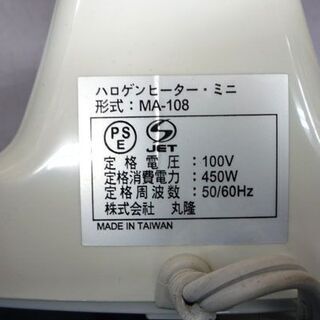 ハロゲンヒーター・ミニ
形式：MA-108
PS
E
JET
定格電圧：100V
定格消費電力：450W
定格周波数：50/60Hz
株式会社 丸隆
MADE IN TAIWAN